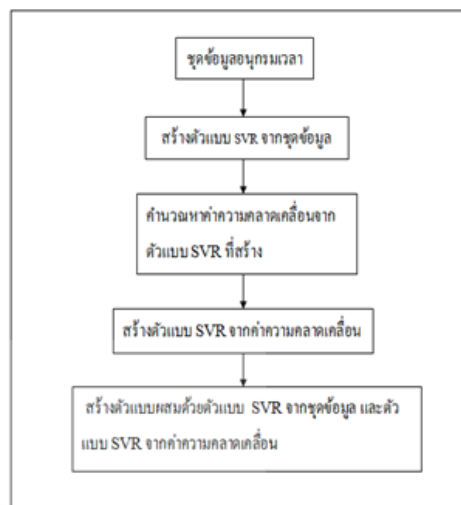 ชุดข้อมูลอนุกรมเวลา
สร้างตัวแบบ SVR จากชุดข้อมูล
คำนวณหาค่าความคลาดเคลื่อนจาก
ตัวแบบ SVR ที่สร้าง
สร้างตัวแบบ SVR จากค่าความคลาดเคลื่อน
สร้างตัวแบบผสมด้วยตัวแบบ SVR จากชุดข้อมูล และตัว
แบบ SVR จากค่าความคลาดเคลื่อน